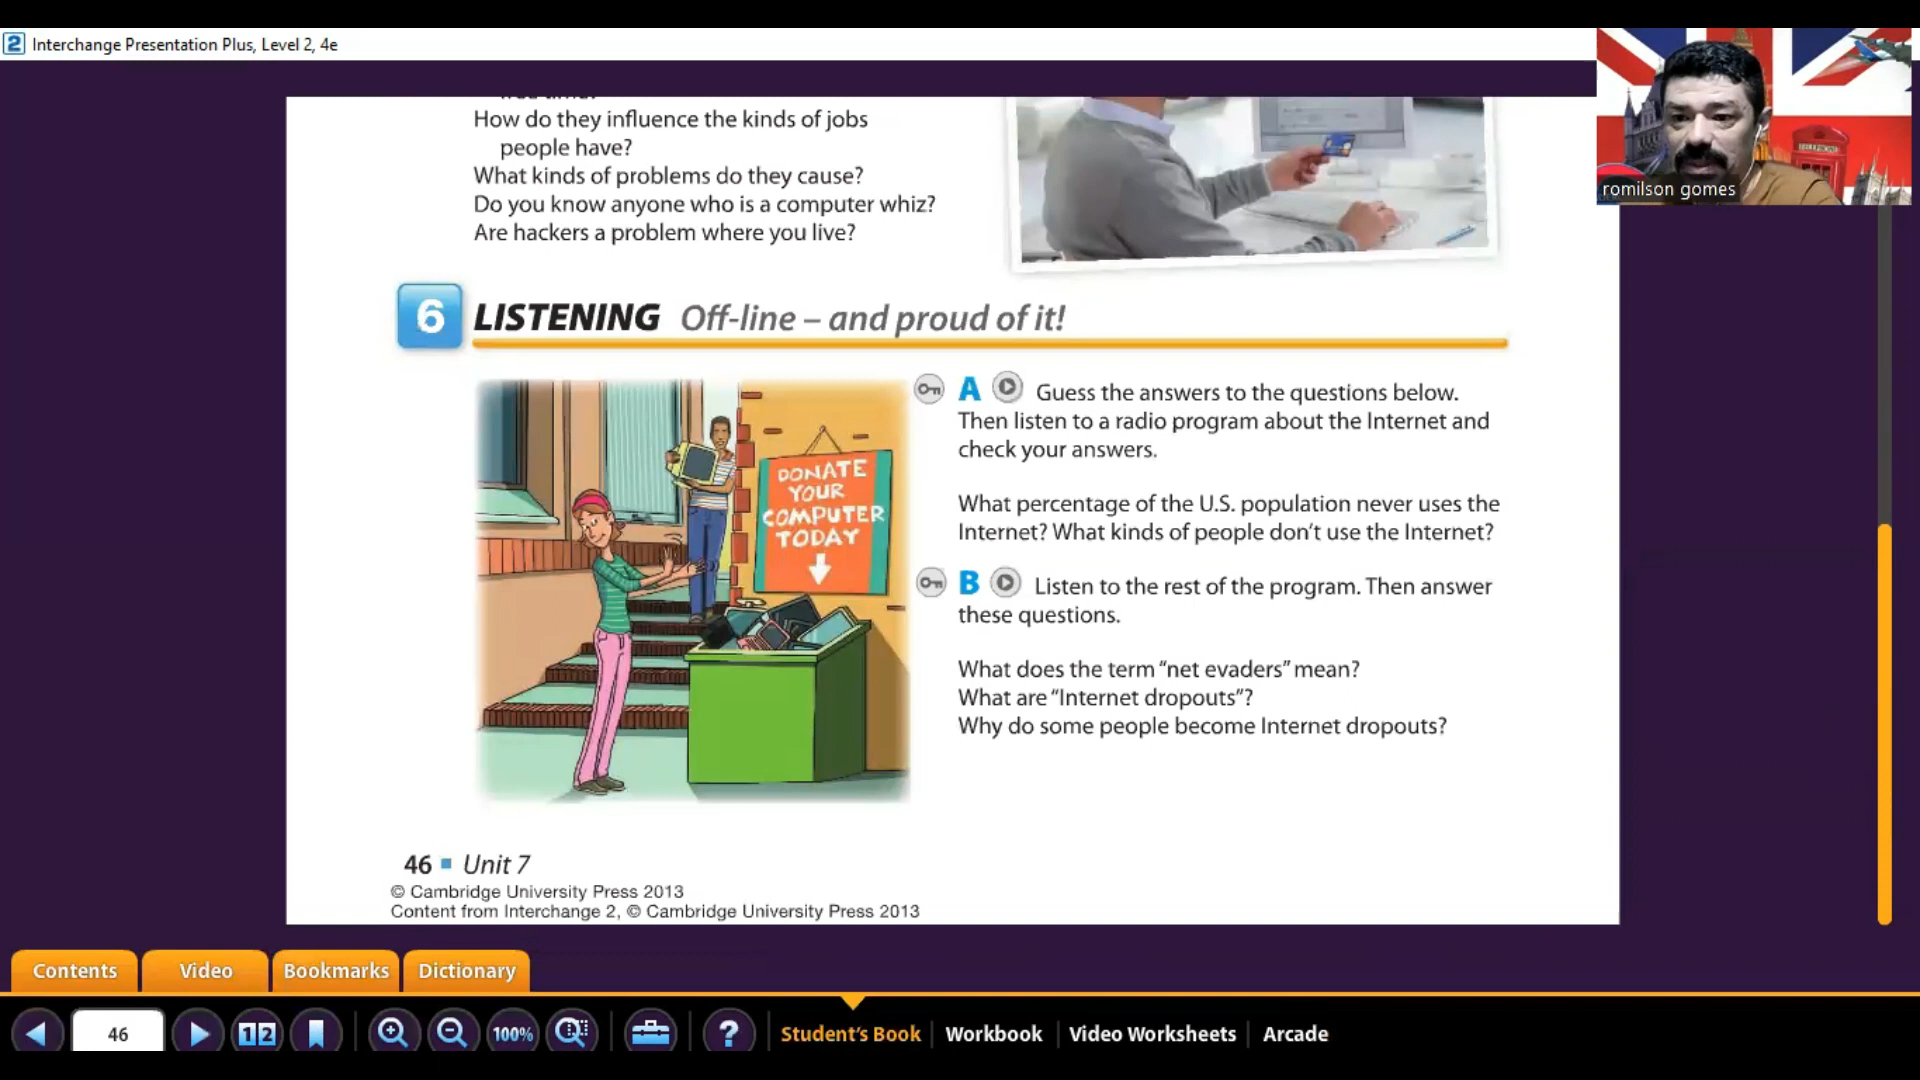 2 Interchange Presentation Plus, Level 2, 4e
How do they influence the kinds of jobs
people have?
What kinds of problems do they cause?
Do you know anyone who is a computer whiz?
Are hackers a problem where you live?
TELEPHONE
romilson gomes
6 LISTENING Off-line – and proud of it!
A Guess the answers to the questions below.
Then listen to a radio program about the Internet and
check your answers.
What percentage of the U.S. population never uses the
Internet? What kinds of people don't use the Internet?
B Listen to the rest of the program. Then answer
these questions.
What does the term “net evaders” mean?
What are “Internet dropouts”?
Why do some people become Internet dropouts?
DONATE
YOUR
COMPUTER
TODAY
46 ▪ Unit 7
© Cambridge University Press 2013
Content from Interchange 2, © Cambridge University Press 2013
Contents Video Bookmarks Dictionary
46 12 100% ? Student's Book Workbook Video Worksheets Arcade